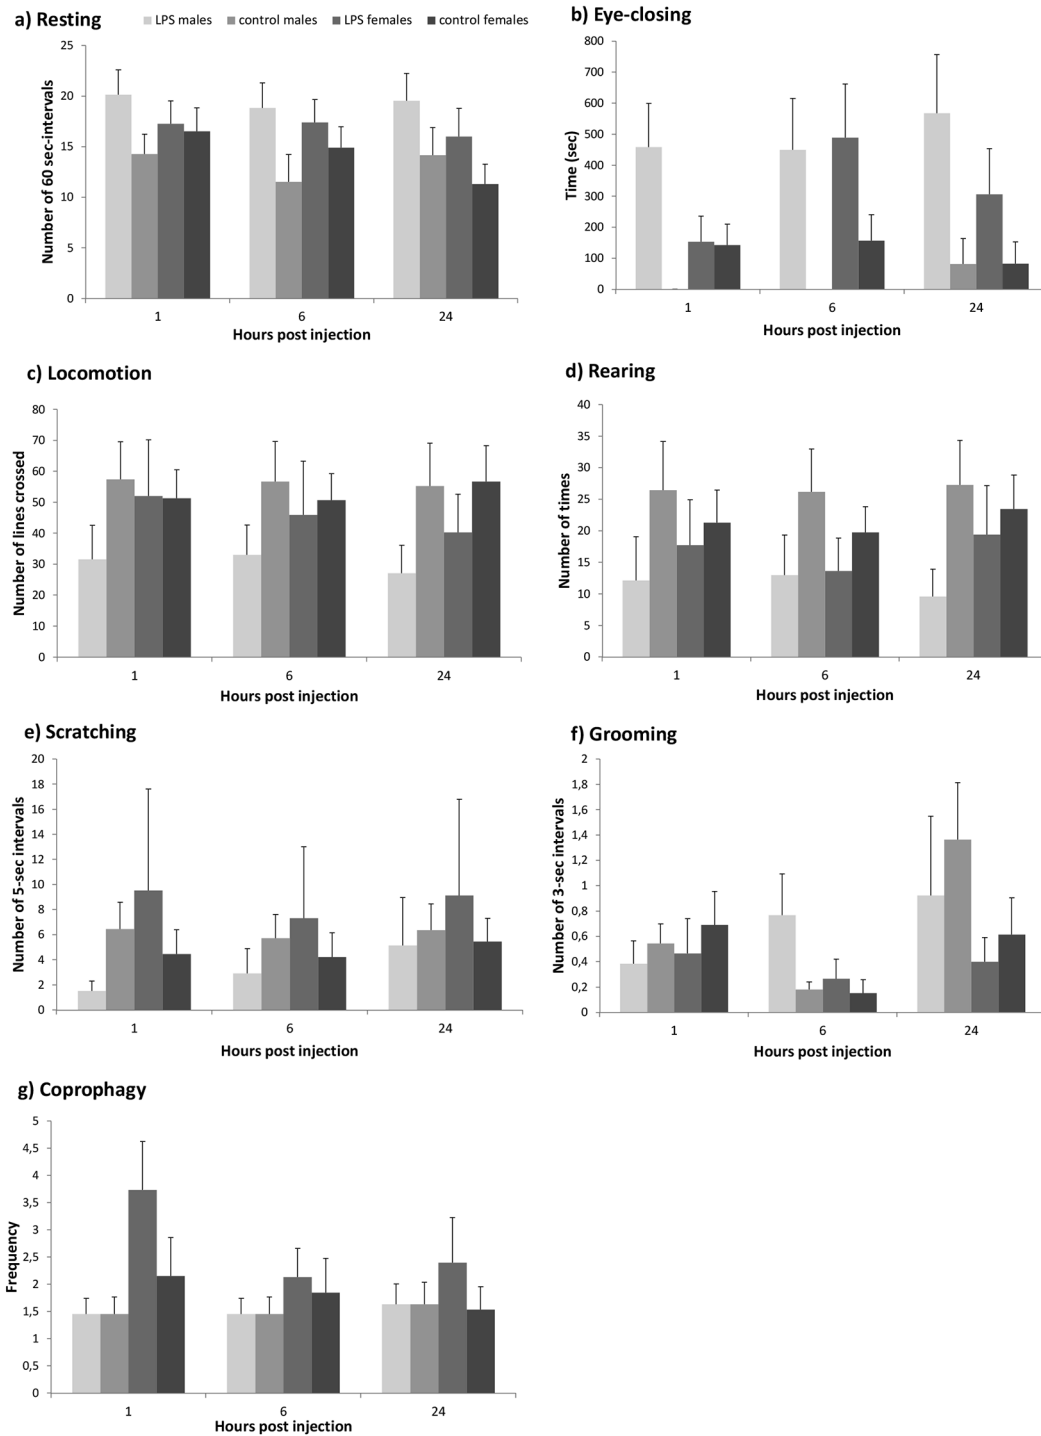 a) Resting
LPS males control males LPS females control females
Number of 60 sec-intervals
25
20
15
10
5
0
1 6 24
Hours post injection
b) Eye-closing
Time (sec)
800
700
600
500
400
300
200
100
0
1 6 24
Hours post injection
c) Locomotion
Number of lines crossed
80
70
60
50
40
30
20
10
0
1 6 24
Hours post injection
d) Rearing
Number of times
40
35
30
25
20
15
10
5
0
1 6 24
Hours post injection
e) Scratching
Number of 5-sec intervals
20
18
16
14
12
10
8
6
4
2
0
1 6 24
Hours post injection
f) Grooming
Number of 3-sec intervals
2
1,8
1,6
1,4
1,2
1
0,8
0,6
0,4
0,2
0
1 6 24
Hours post injection
g) Coprophagy
Frequency
5
4,5
4
3,5
3
2,5
2
1,5
1
0,5
0
1 6 24
Hours post injection